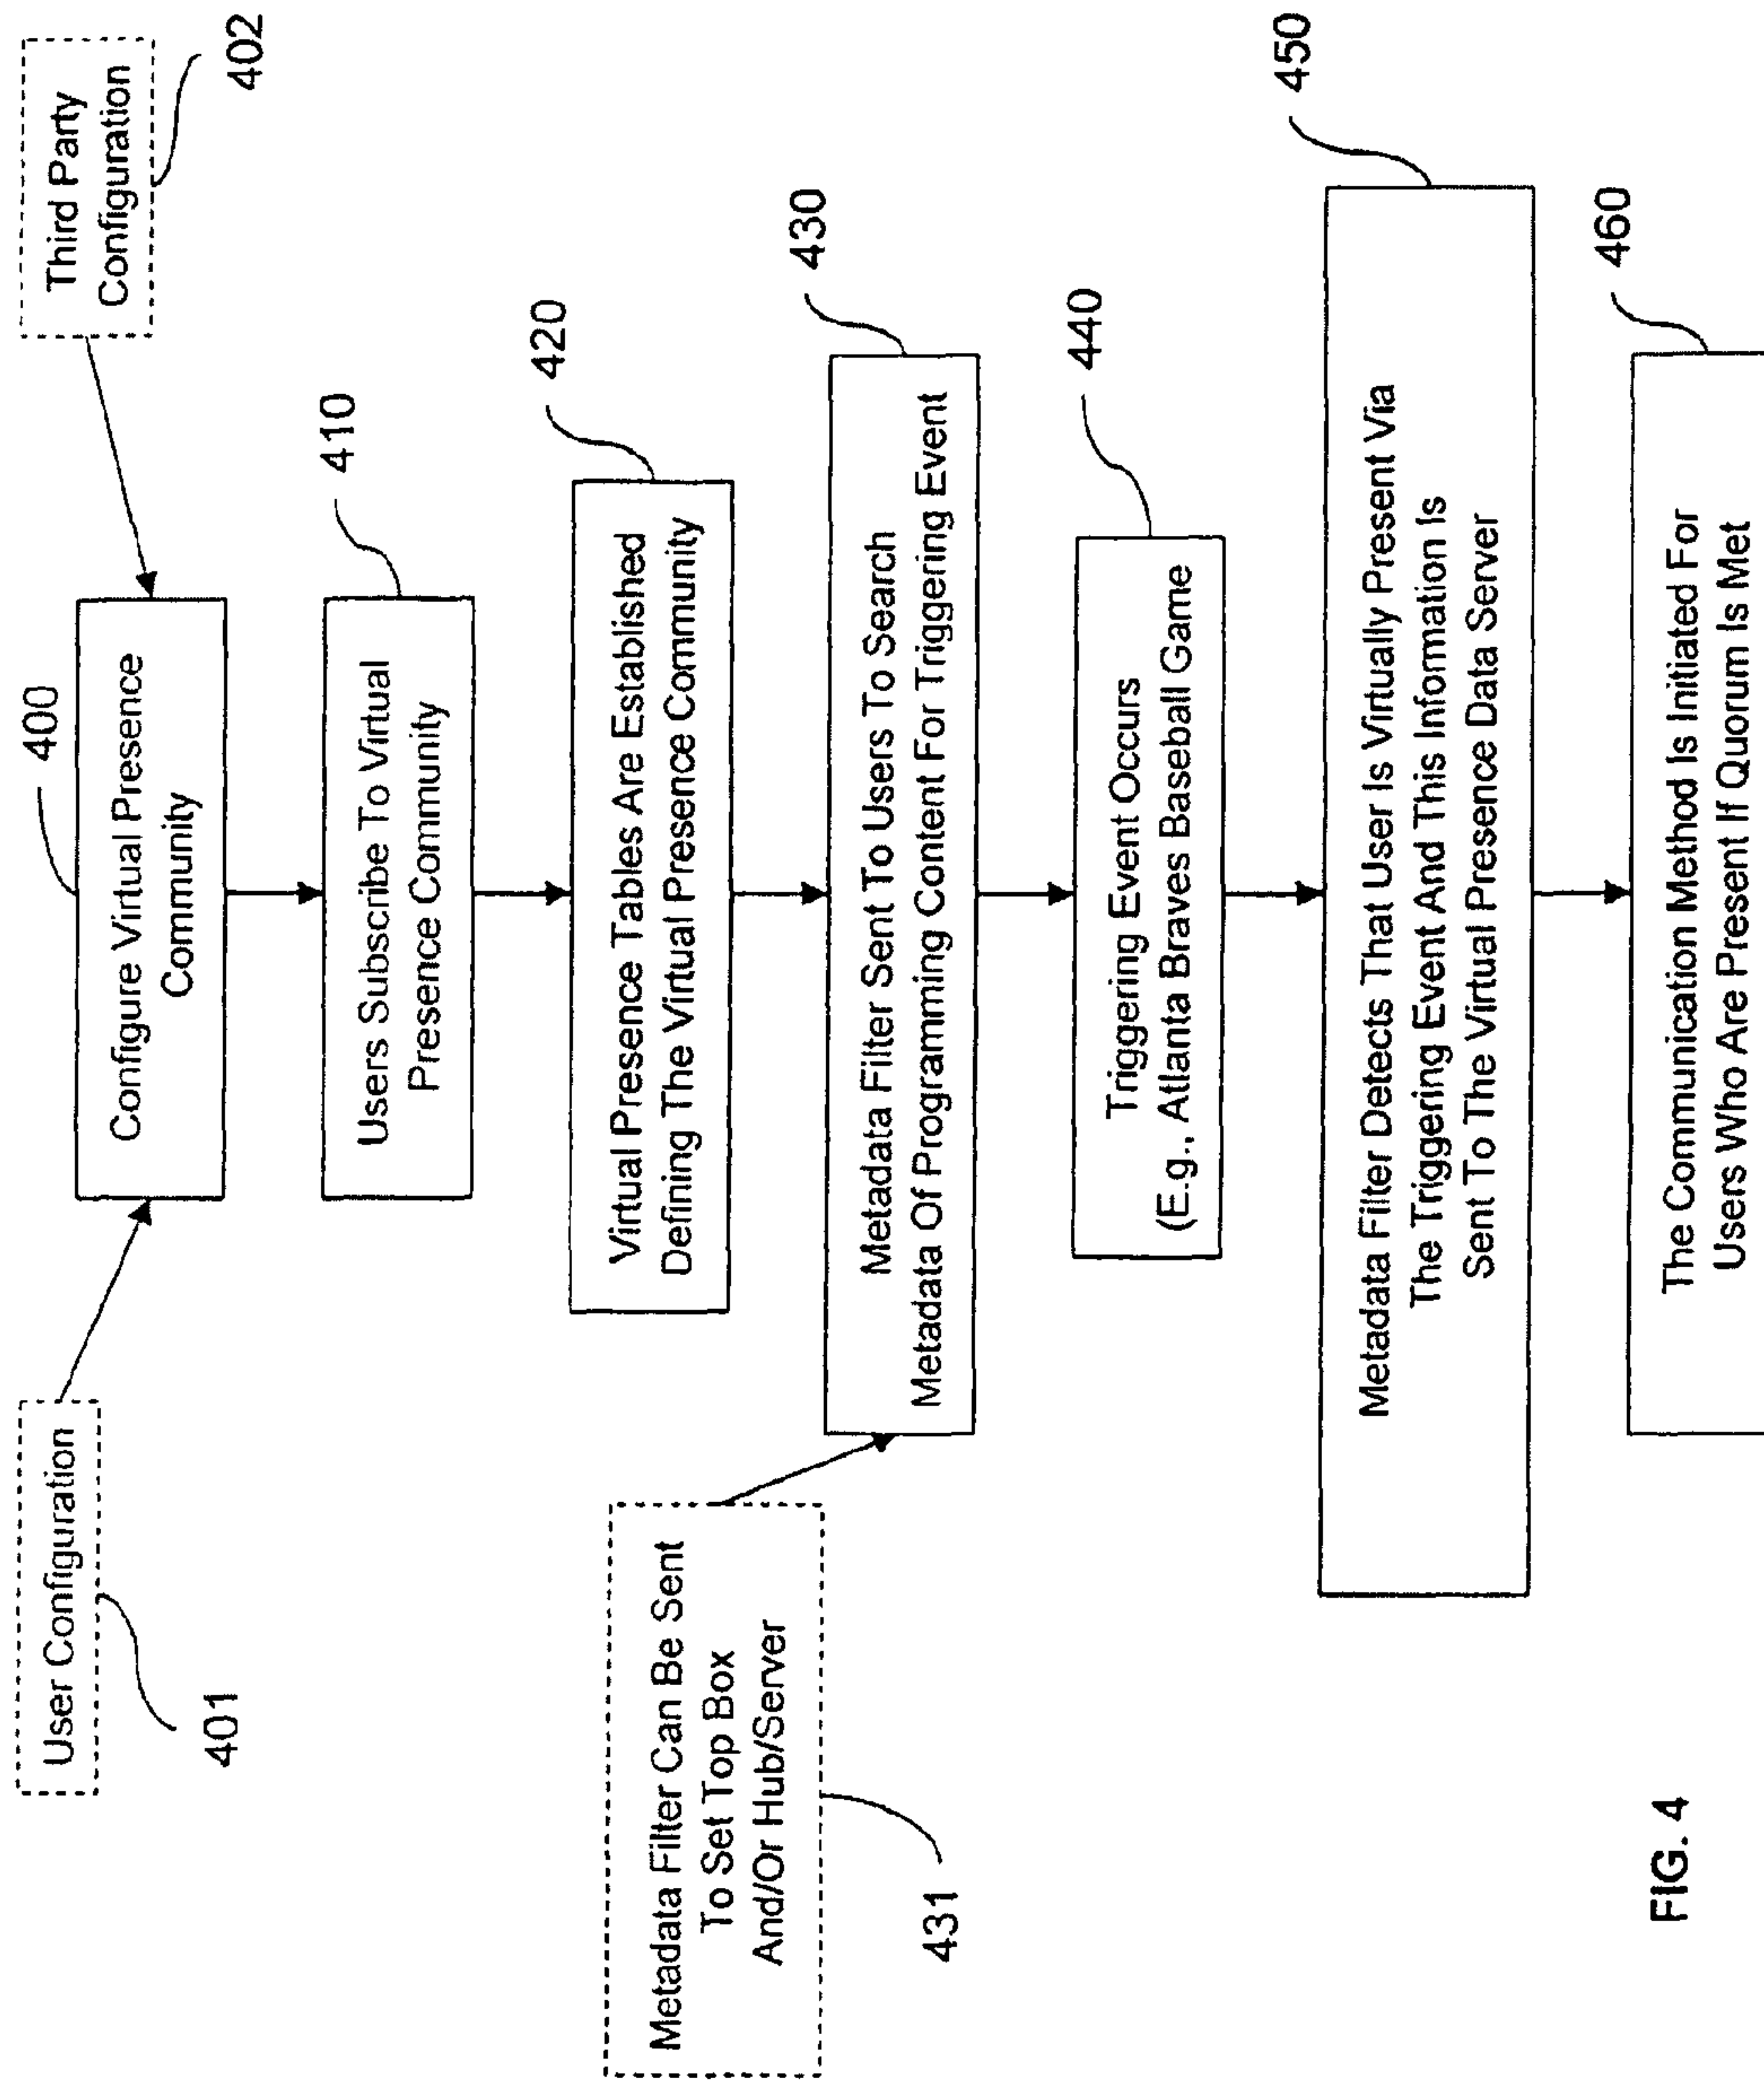 400
User Configuration
401
Configure Virtual Presence
Community
Third Party
Configuration
402
Users Subscribe To Virtual
Presence Community
410
Virtual Presence Tables Are Established
Defining The Virtual Presence Community
420
Metadata Filter Can Be Sent
To Set Top Box
And/Or Hub/Server
431
Metadata Filter Sent To Users To Search
Metadata Of Programming Content For Triggering Event
430
Triggering Event Occurs
(E.g., Atlanta Braves Baseball Game
440
Metadata Filter Detects That User Is Virtually Present Via
The Triggering Event And This Information Is
Sent To The Virtual Presence Data Server
450
The Communication Method Is Initiated For
Users Who Are Present If Quorum Is Met
460
FIG. 4